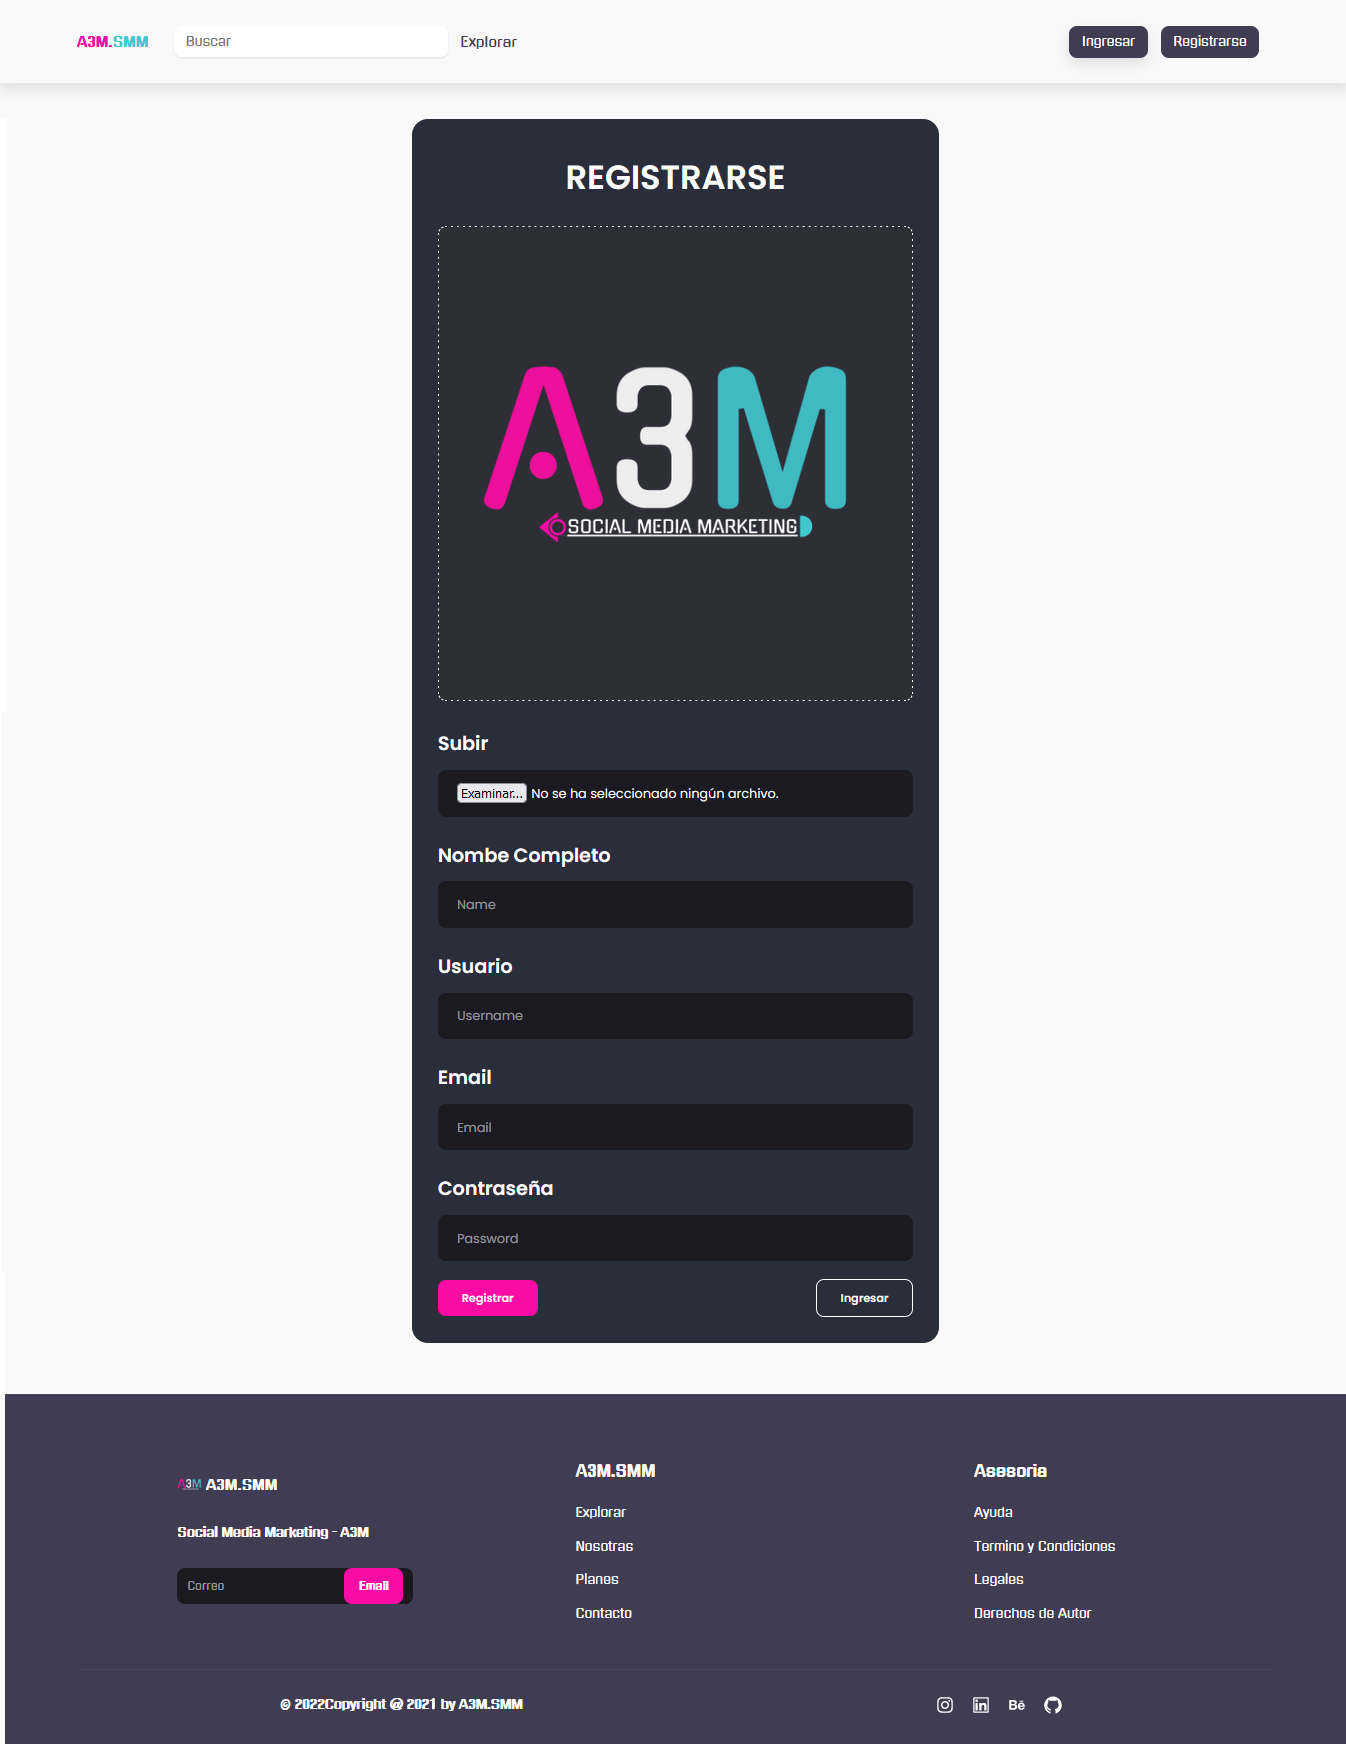 A3M.SMM
Buscar
Explorar
Ingresar
Registrarse
REGISTRARSE
A3M
SOCIAL MEDIA MARKETING
Subir
Examinar... No se ha seleccionado ningún archivo.
Nombe Completo
Name
Usuario
Username
Email
Email
Contraseña
Password
Registrar
Ingresar
A3M A3M.SMM
Social Media Marketing - A3M
Correo
Email
A3M.SMM
Explorar
Nosotras
Planes
Contacto
Asesoria
Ayuda
Termino y Condiciones
Legales
Derechos de Autor
© 2022Copyright @ 2021 by A3M.SMM